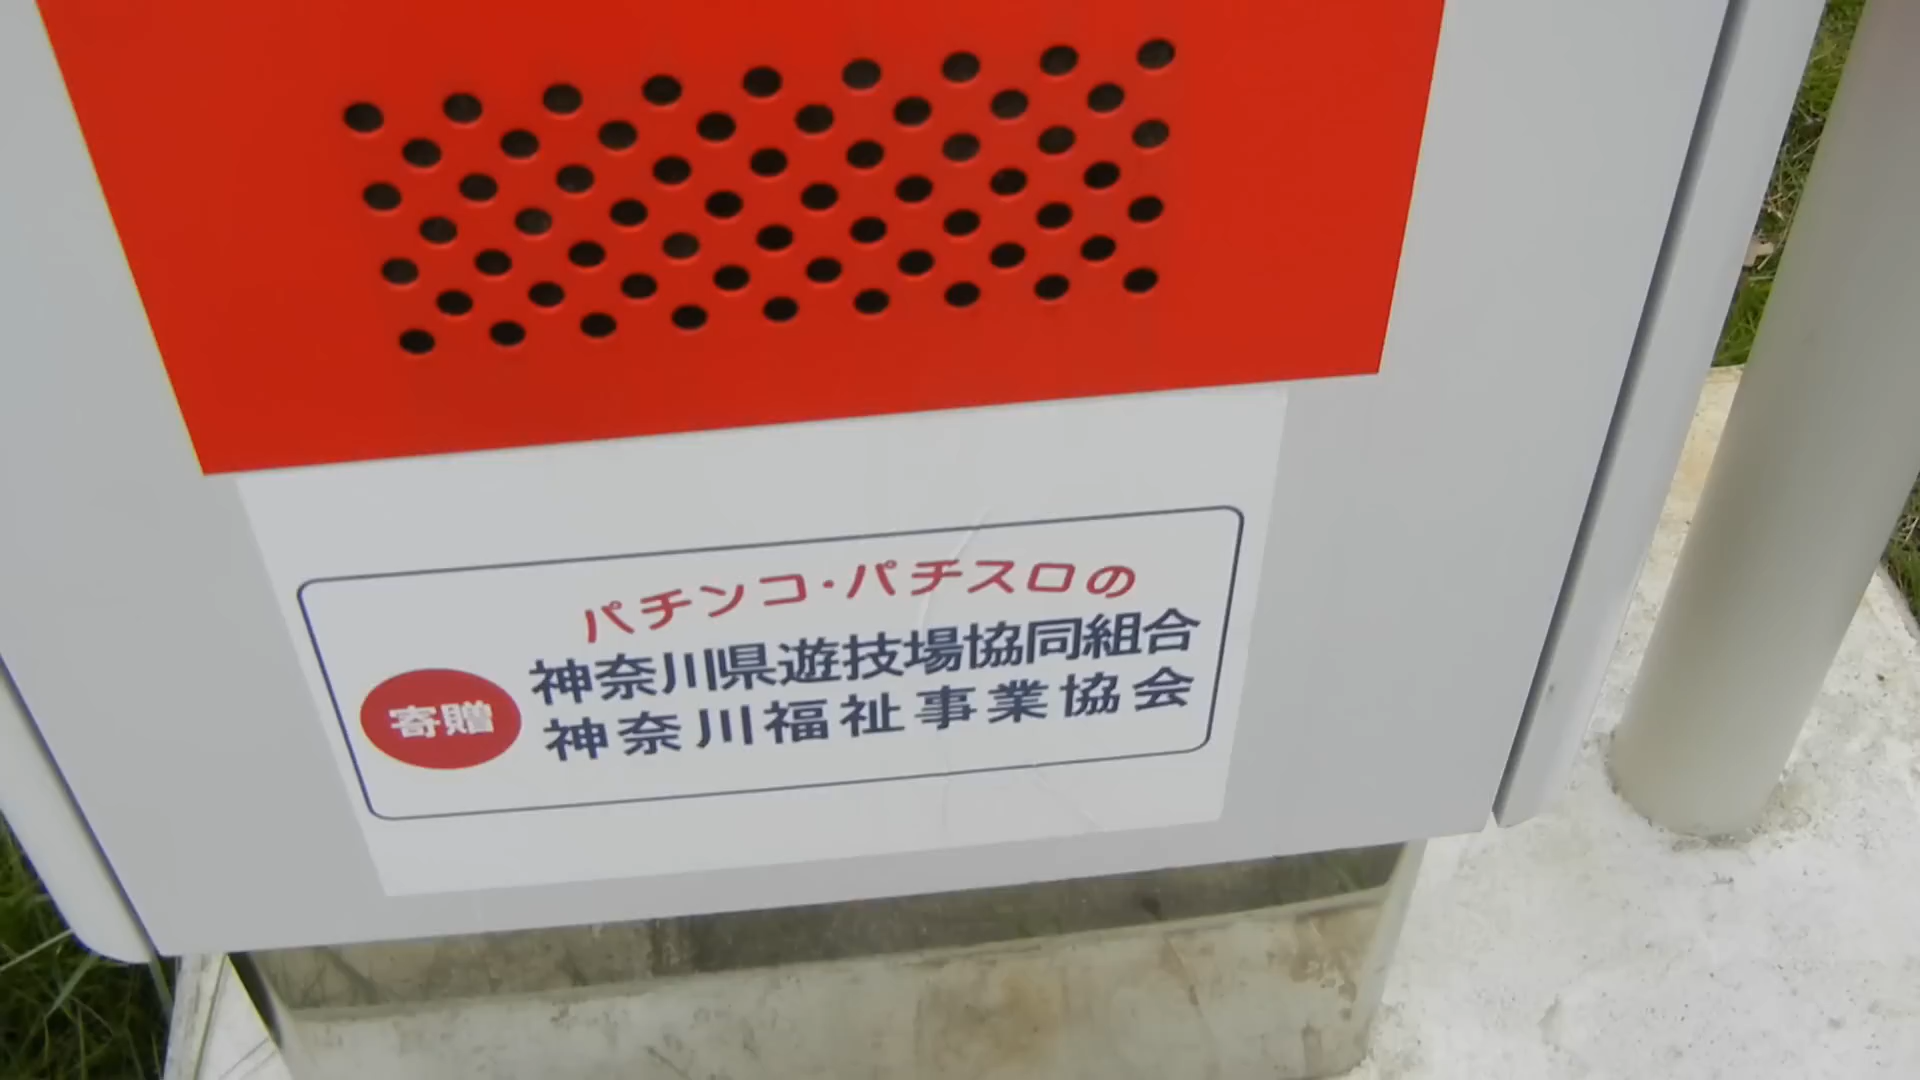 パチンコ・パチスロの
寄贈
神奈川県遊技場協同組合
神奈川福祉事業協会